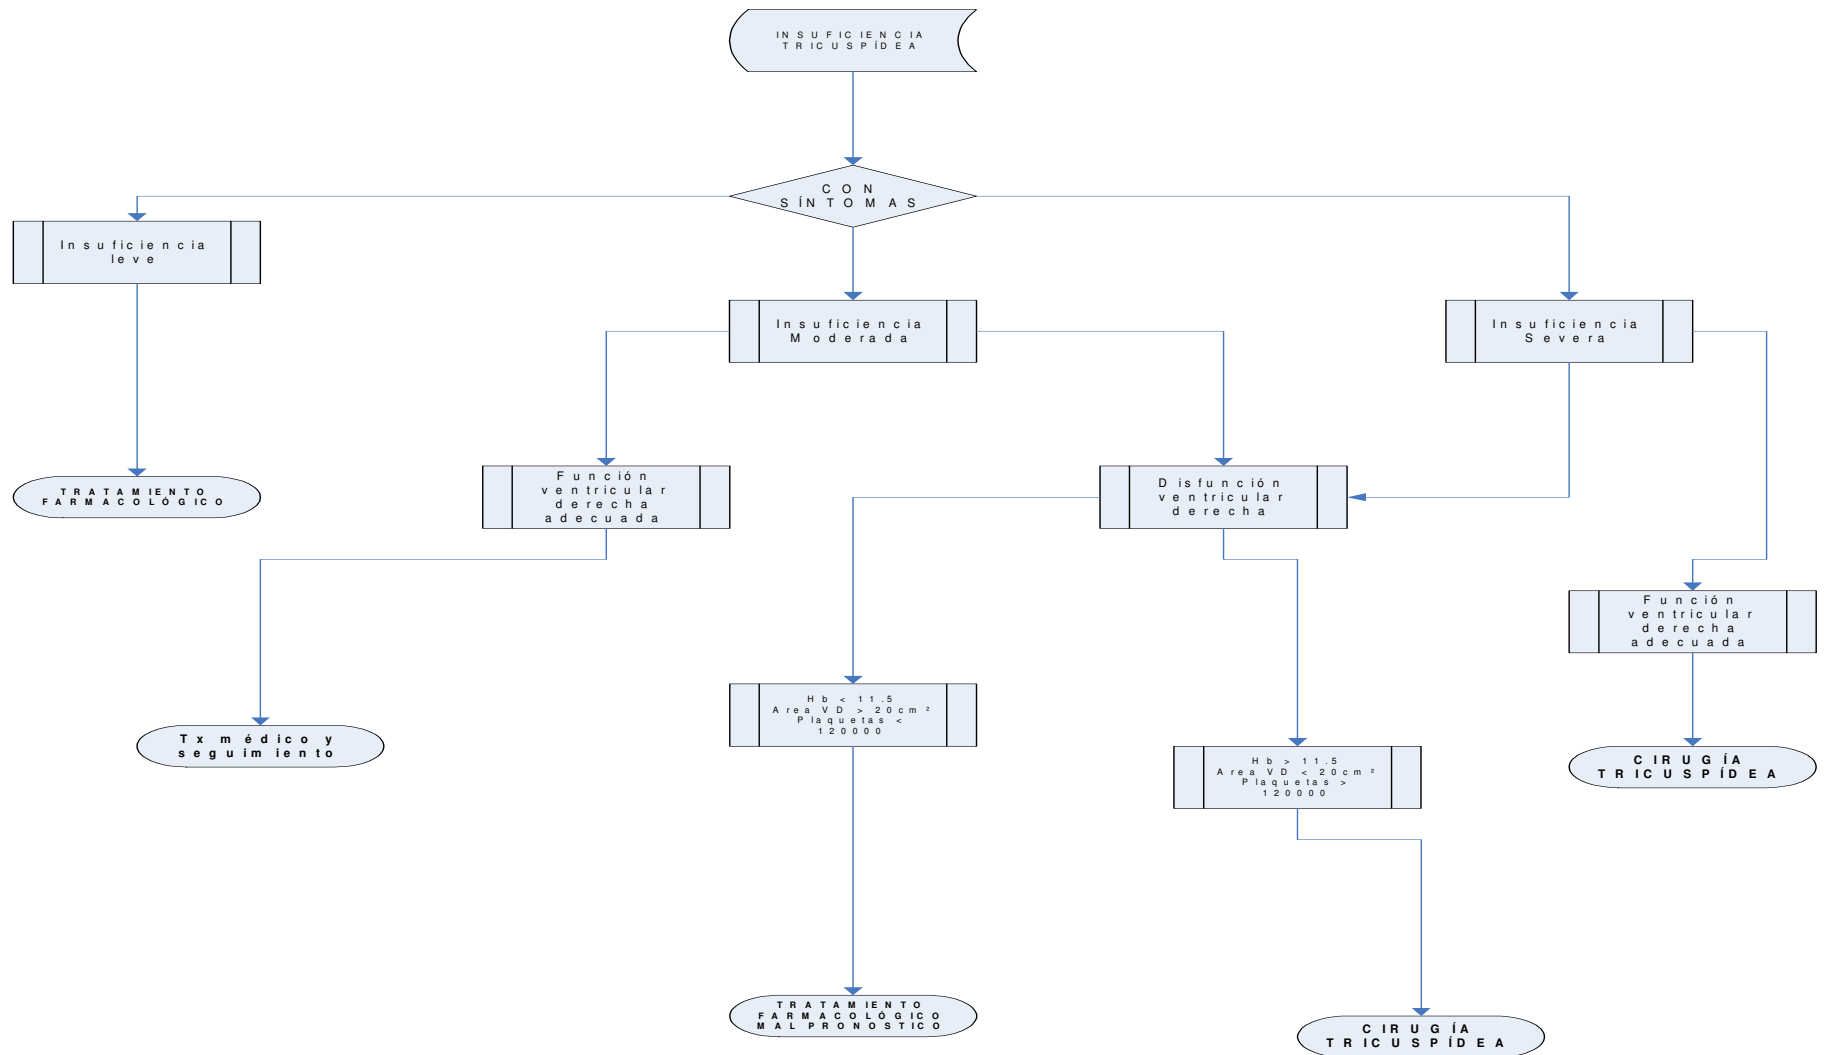 INSUFICIENCIA
TRICUSPÍDEA
CON
SÍNTOMAS
Insuficiencia
leve
Insuficiencia
Moderada
Insuficiencia
Severa
TRATAMIENTO
FARMACOLÓGICO
Función
ventricular
derecha
adecuada
Disfunción
ventricular
derecha
Función
ventricular
derecha
adecuada
Hb < 11.5
Area VD > 20cm²
Plaquetas <
120000
Tx médico y
seguimiento
Hb > 11.5
Area VD < 20cm²
Plaquetas >
120000
CIRUGÍA
TRICUSPÍDEA
TRATAMIENTO
FARMACOLÓGICO
MAL PRONOSTICO
CIRUGÍA
TRICUSPÍDEA